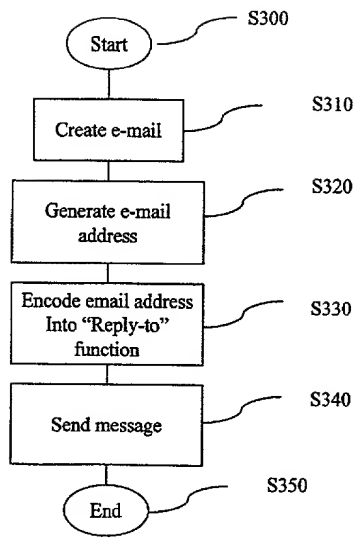 Start
S300
Create e-mail
S310
Generate e-mail
address
S320
Encode email address
Into “Reply-to”
function
S330
Send message
S340
End
S350